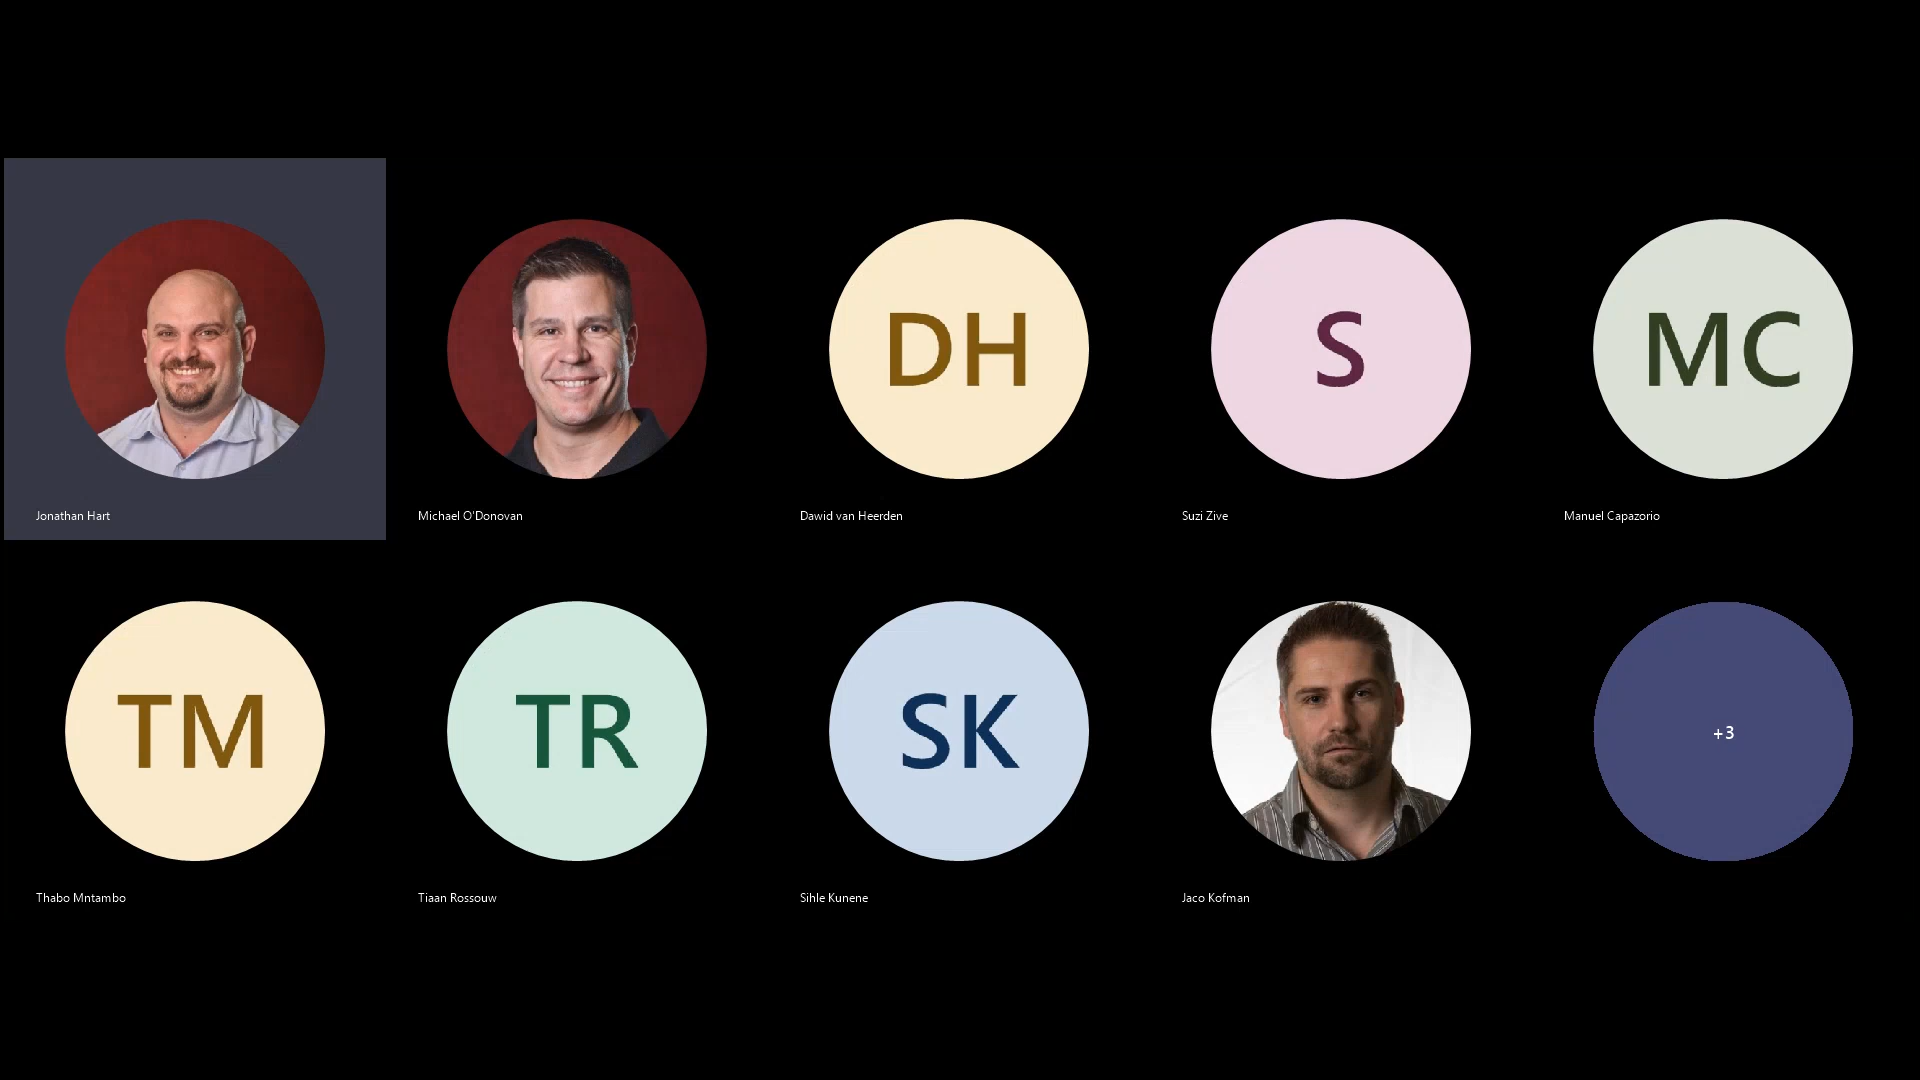 DH
S
MC
Jonathan Hart
Michael O'Donovan
Dawid van Heerden
Suzi Zive
Manuel Capazorio
TM
TR
SK
+3
Thabo Mntambo
Tiaan Rossouw
Sihle Kunene
Jaco Kofman